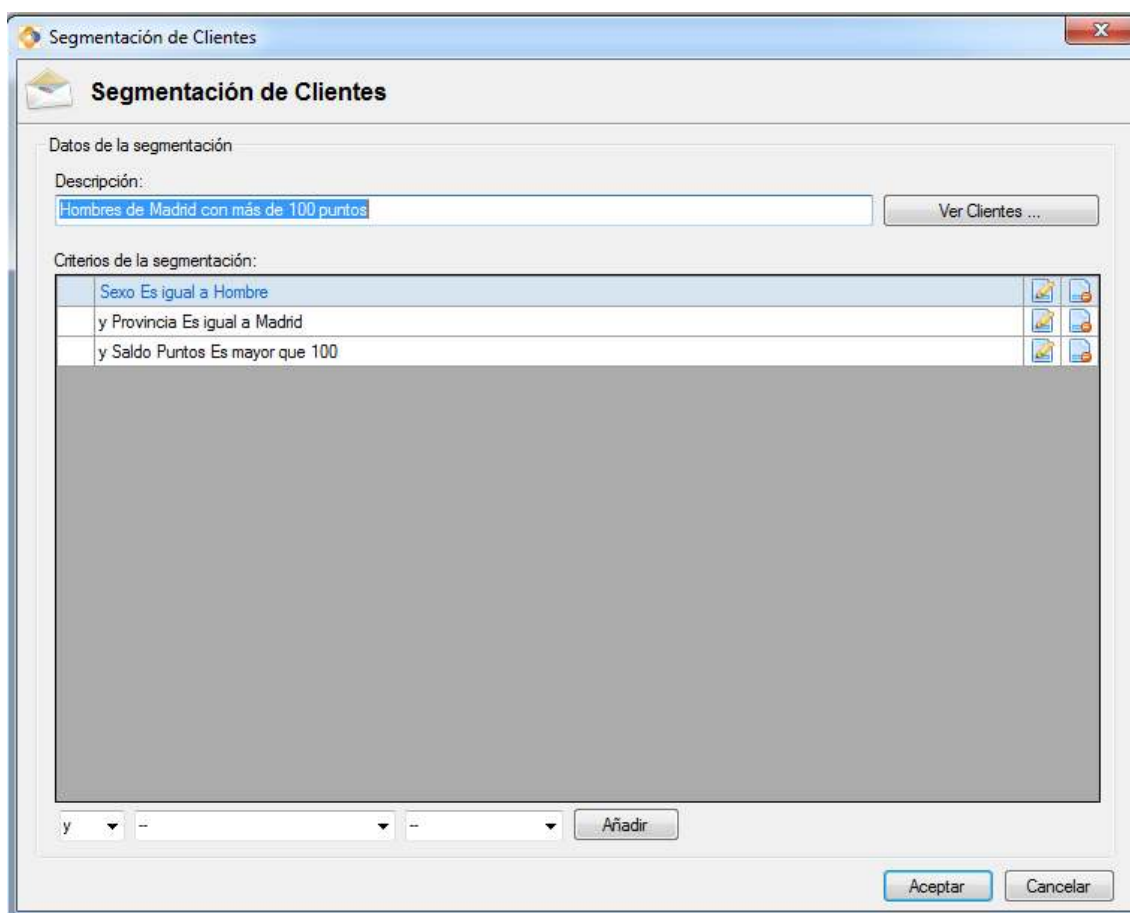 Segmentación de Clientes
Segmentación de Clientes
Datos de la segmentación
Descripción:
Hombres de Madrid con más de 100 puntos
Ver Clientes ...
Criterios de la segmentación:
Sexo Es igual a Hombre
y Provincia Es igual a Madrid
y Saldo Puntos Es mayor que 100
y -- -- Añadir
Aceptar Cancelar